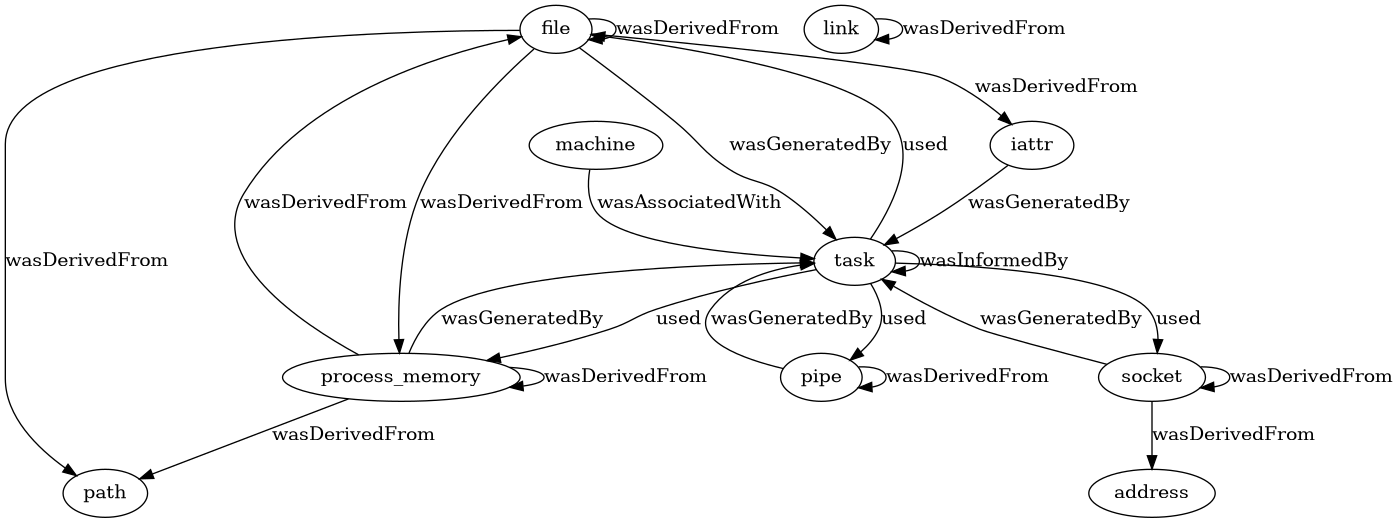 file
wasDerivedFrom
link
wasDerivedFrom
wasDerivedFrom
machine
wasGeneratedBy
used
iattr
wasDerivedFrom
wasDerivedFrom
wasAssociatedWith
wasGeneratedBy
wasDerivedFrom
task
wasInformedBy
wasGeneratedBy
used
wasGeneratedBy
used
wasGeneratedBy
used
process_memory
wasDerivedFrom
pipe
wasDerivedFrom
socket
wasDerivedFrom
wasDerivedFrom
wasDerivedFrom
path
address